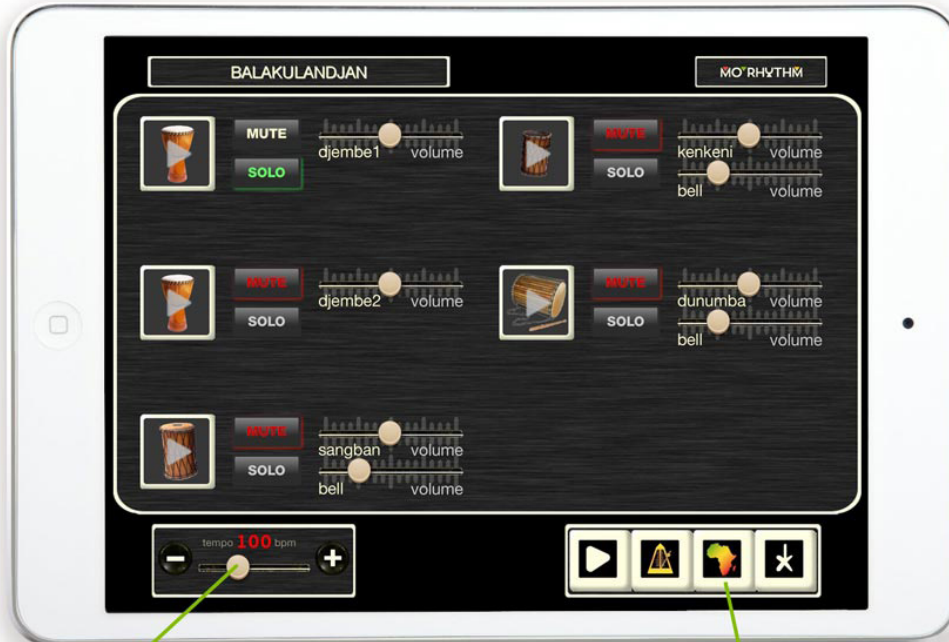 BALAKULANDJAN
MO'RHYTHM
MUTE
SOLO
djembe1 volume
MUTE
SOLO
kenkeni volume
bell volume
MUTE
SOLO
djembe2 volume
MUTE
SOLO
dunumba volume
bell volume
MUTE
SOLO
sangban volume
bell volume
tempo 100 bpm